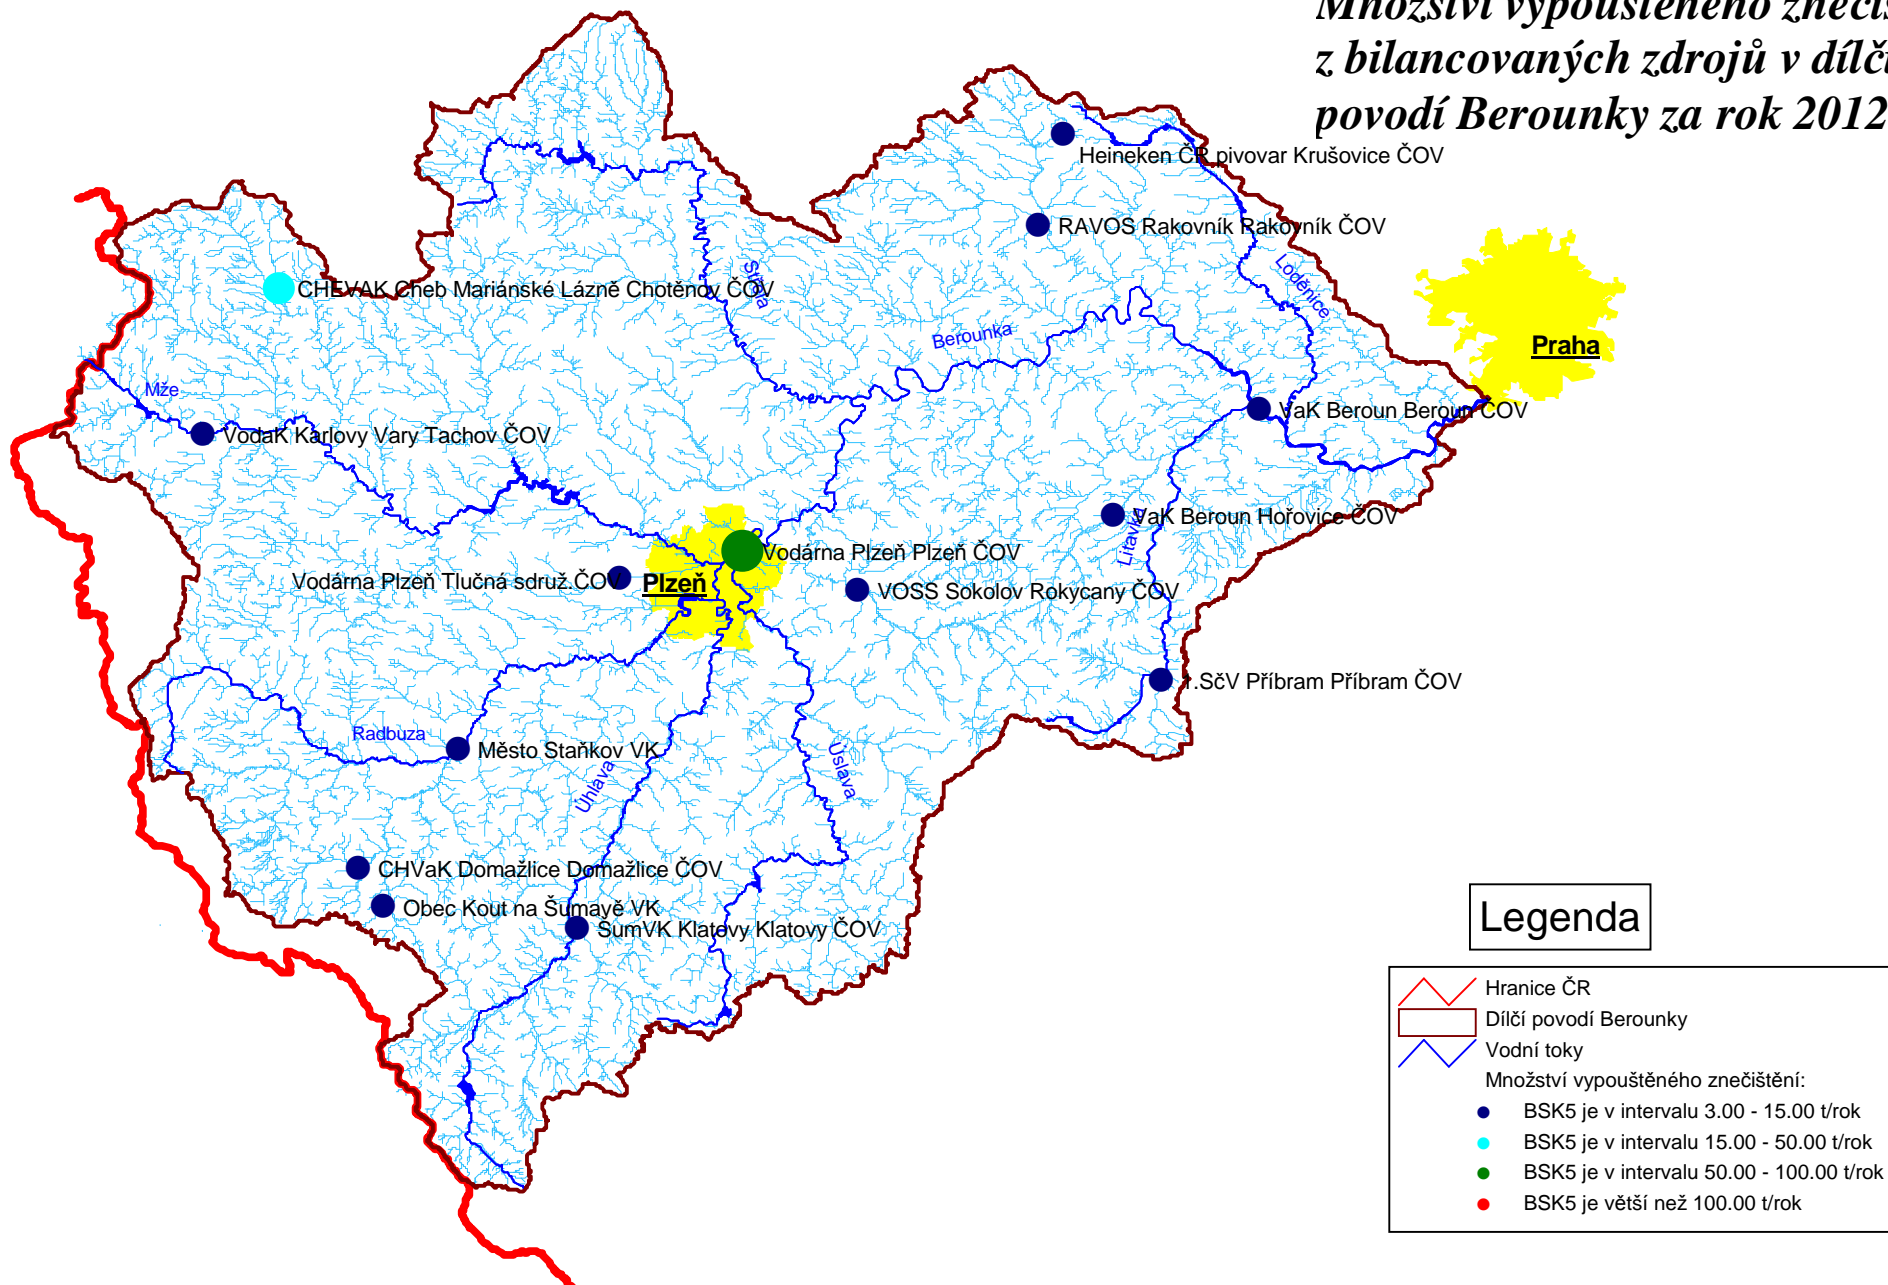 Množství vypouštěného
z bilancovaných zdrojů v
povodí Berounky za rok 2012
Heineken ČR pivovar Krušovice ČOV
RAVOS Rakovník Rakovník ČOV
Střela
Loděnice
CHEVAK Cheb Mariánské Lázně Chotěnov ČOV
Berounka
Praha
Mže
VaK Beroun Beroun ČOV
VodaK Karlovy Vary Tachov ČOV
VaK Beroun Hořovice ČOV
Litavka
Vodárna Plzeň Plzeň ČOV
Vodárna Plzeň Tlučná sdruž.ČOV
Plzeň
VOSS Sokolov Rokycany ČOV
1.SčV Příbram Příbram ČOV
Radbuza
Město Staňkov VK
Úhlava
Úslava
CHVaK Domažlice Domažlice ČOV
Obec Kout na Šumavě VK
ŠumVK Klatovy Klatovy ČOV
Legenda
Hranice ČR
Dílčí povodí Berounky
Vodní toky
Množství vypouštěného znečištění:
BSK5 je v intervalu 3.00 - 15.00 t/rok
BSK5 je v intervalu 15.00 - 50.00 t/rok
BSK5 je v intervalu 50.00 - 100.00 t/rok
BSK5 je větší než 100.00 t/rok